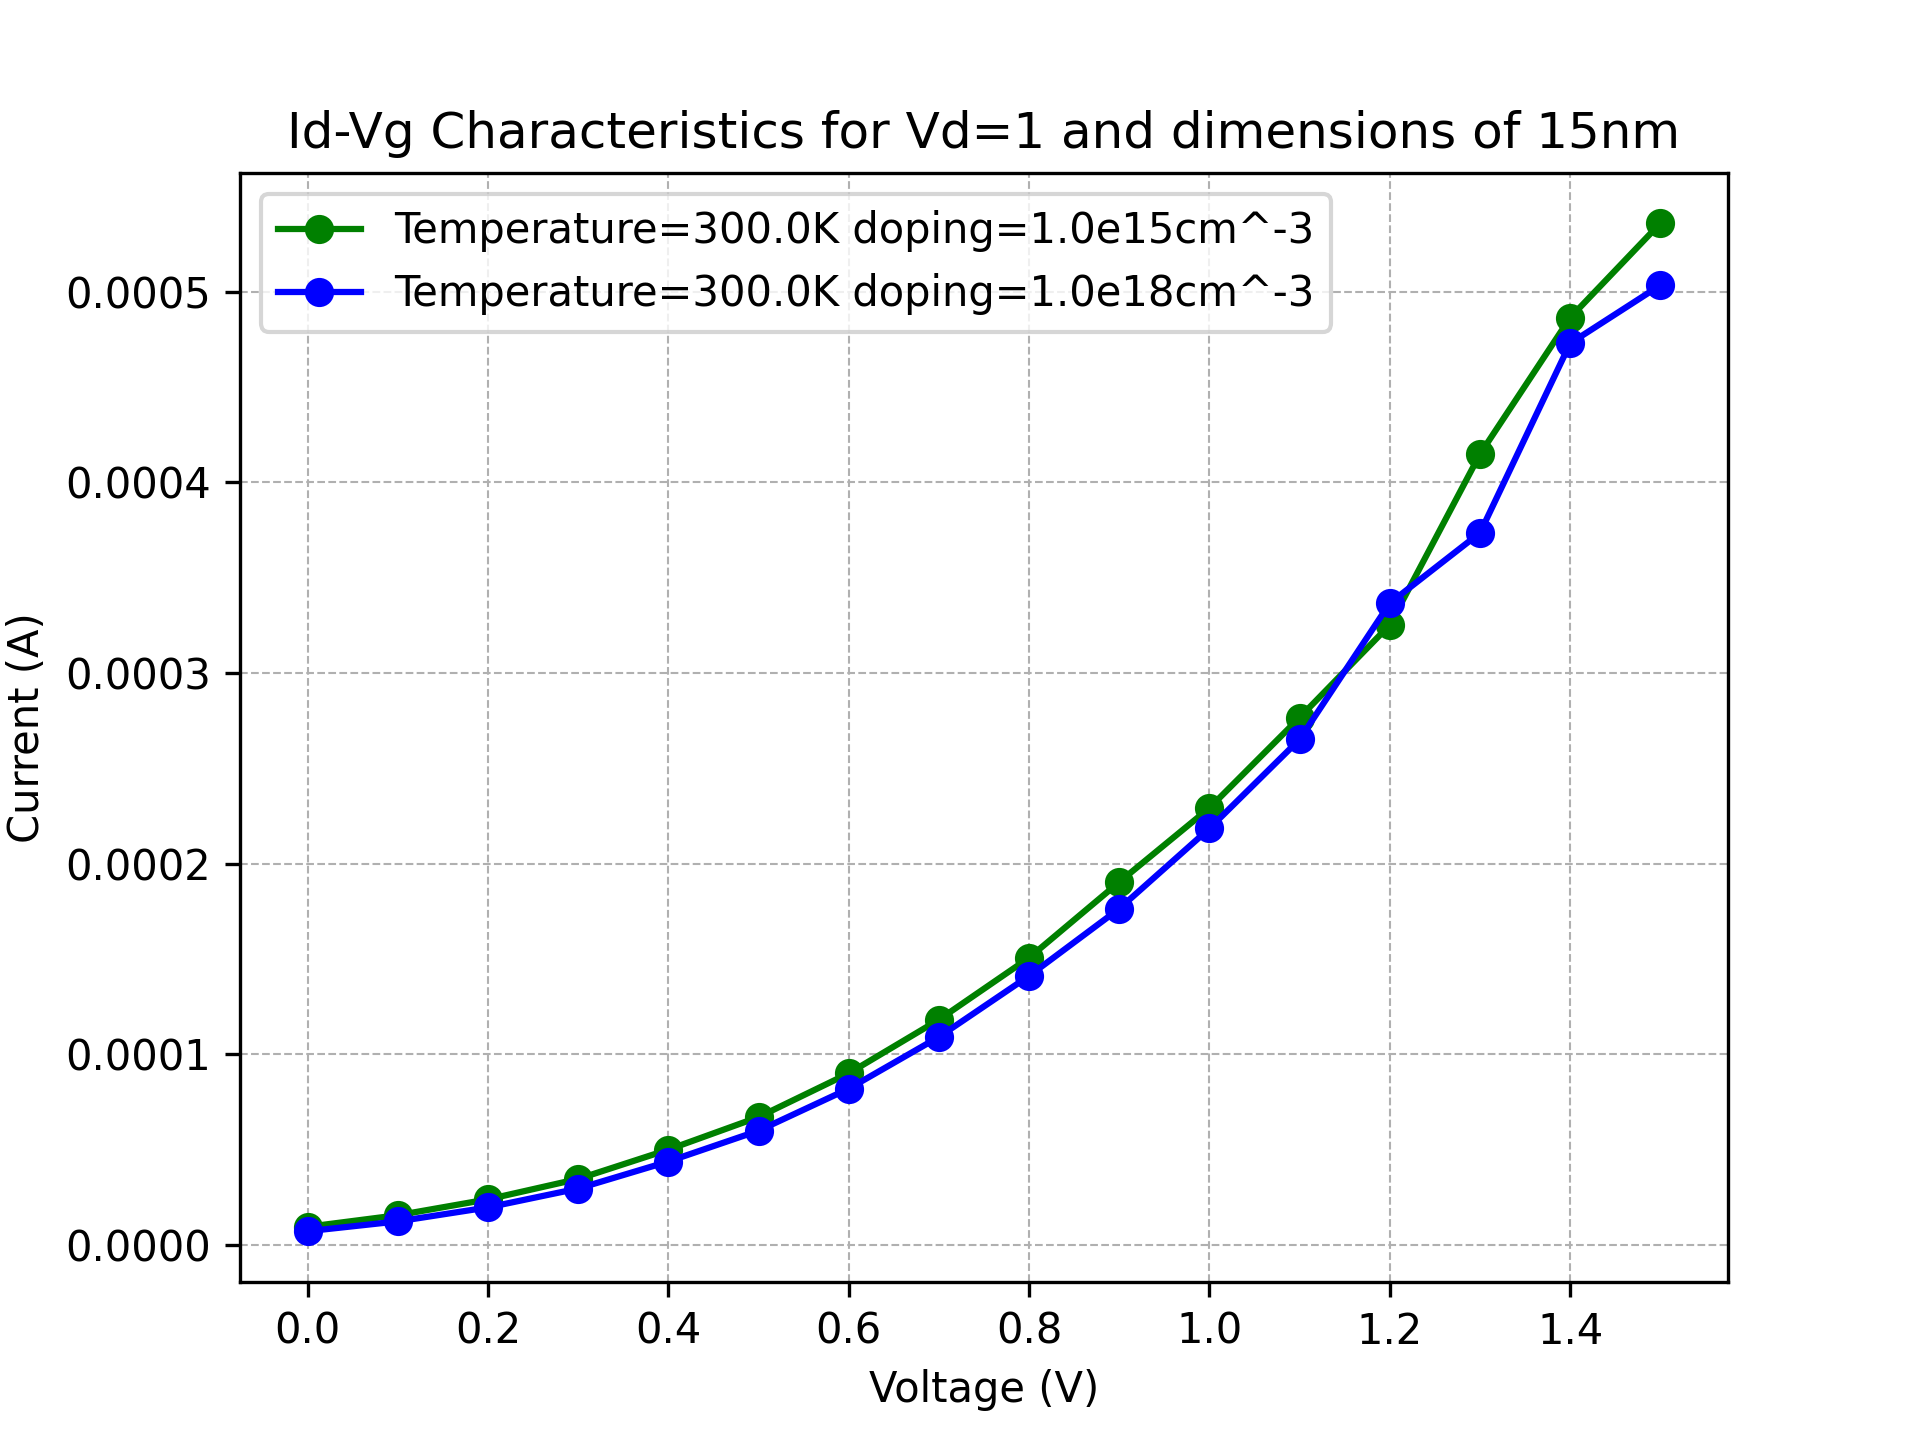 Id-Vg Characteristics for Vd=1 and dimensions of 15nm
Temperature=300.0K doping=1.0e15cm^-3
Temperature=300.0K doping=1.0e18cm^-3
0.0005
0.0004
0.0003
0.0002
0.0001
0.0000
Current (A)
0.0 0.2 0.4 0.6 0.8 1.0 1.2 1.4
Voltage (V)